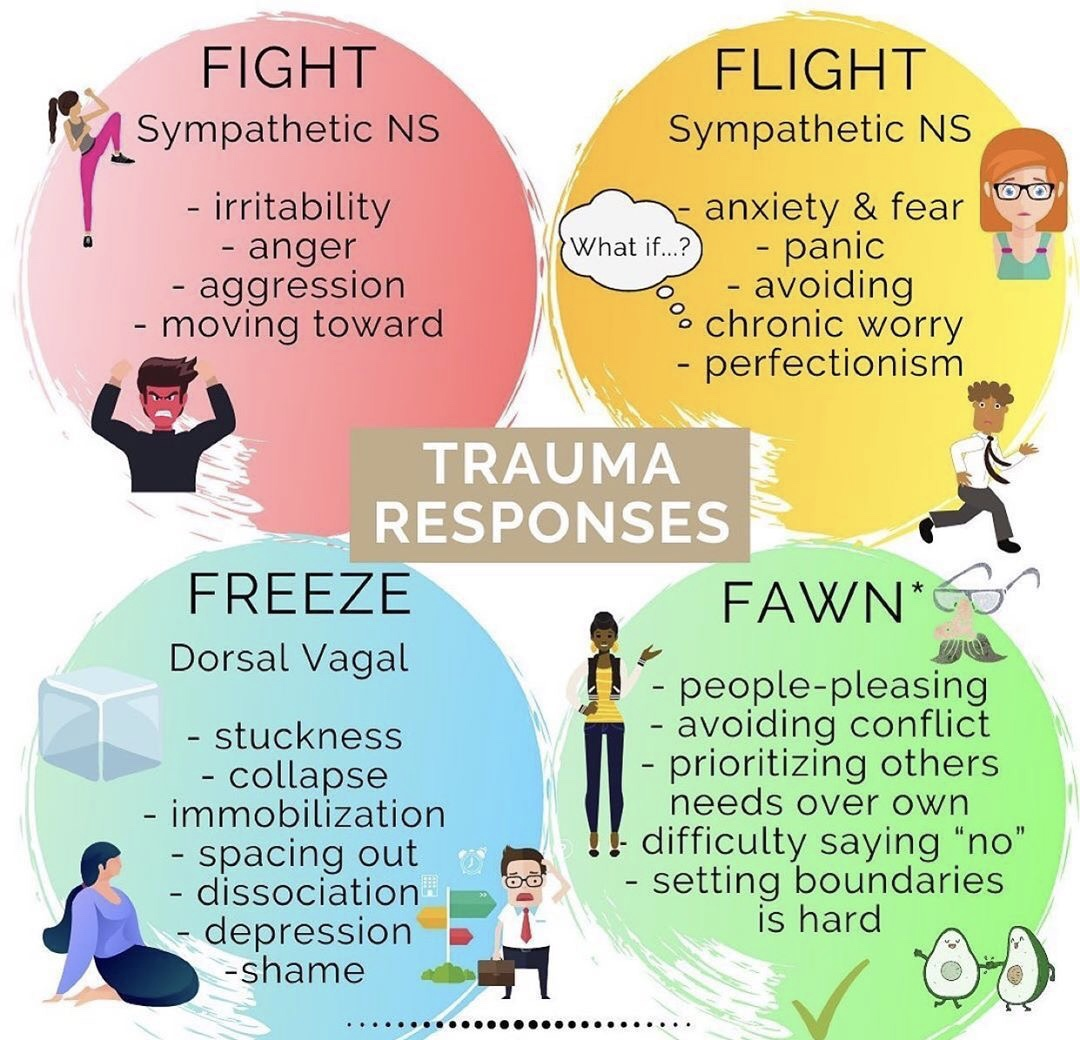 FIGHT
Sympathetic NS
- irritability
- anger
- aggression
- moving toward
FLIGHT
Sympathetic NS
What if...?
- anxiety & fear
- panic
- avoiding
chronic worry
- perfectionism
TRAUMA
RESPONSES
FREEZE
Dorsal Vagal
- stuckness
- collapse
- immobilization
- spacing out
- dissociation
- depression
-shame
FAWN*
- people-pleasing
- avoiding conflict
- prioritizing others
needs over own
- difficulty saying “no”
- setting boundaries
is hard